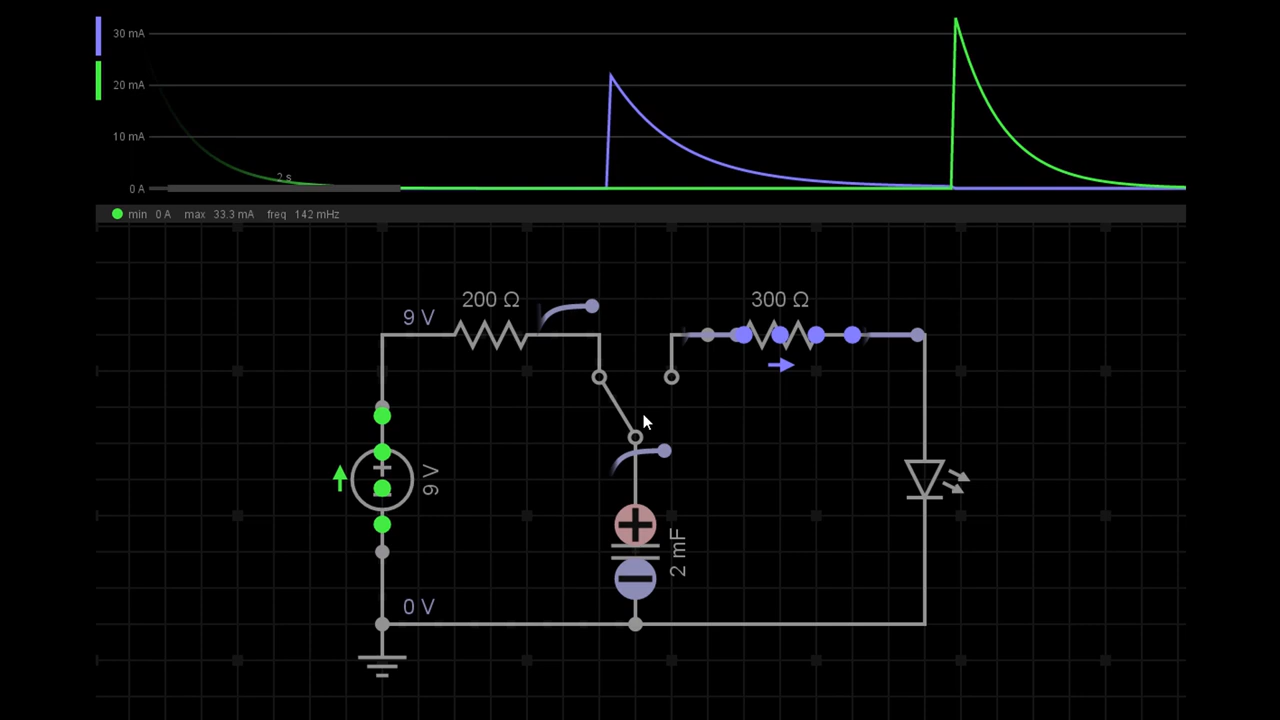 30 mA
20 mA
10 mA
0 A
2 s
min 0 A max 33.3 mA freq 142 mHz
200 Ω
300 Ω
9 V
9 V
2 mF
0 V